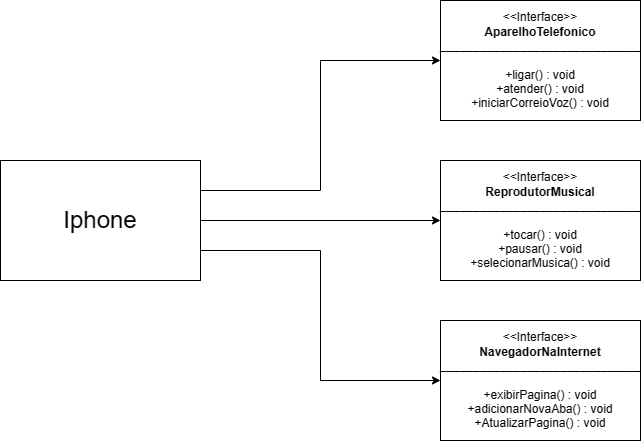 <<Interface>>
AparelhoTelefonico
+ligar() : void
+atender() : void
+iniciarCorreioVoz() : void
Iphone
<<Interface>>
ReprodutorMusical
+tocar() : void
+pausar() : void
+selecionarMusica() : void
<<Interface>>
NavegadorNaInternet
+exibirPagina() : void
+adicionarNovaAba() : void
+AtualizarPagina() : void